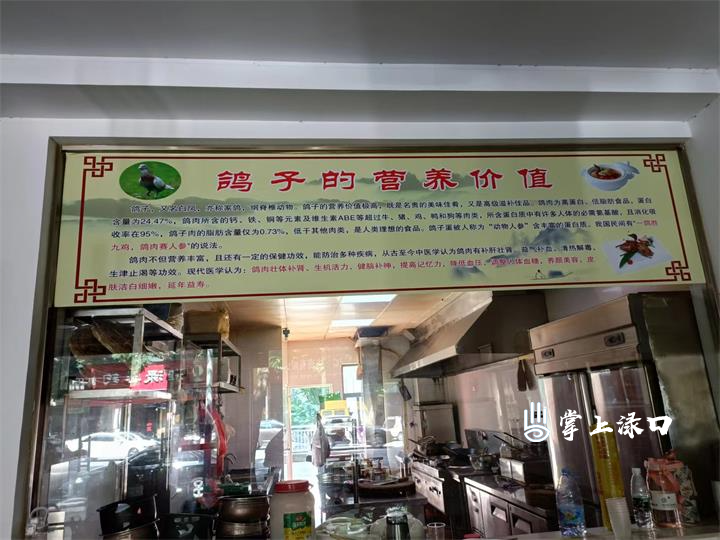 鸽子的营养价值
鸽子，又名白凤，亦称家鸽，纲脊椎动物。鸽子的营养价值极高，既是名贵的美味佳肴，又是高级滋补佳品。鸽肉为高蛋白，低脂肪食品，蛋白
含量为24.47%，鸽肉所含的钙、铁、铜等元素及维生素ABE等超过牛、猪、鸡、鸭和狗等肉类，所含蛋白质中有许多人体的必需氨基酸，且消化吸
收率在95%，鸽子肉的脂肪含量仅为0.73%，低于其他肉类，是人类理想的食品。鸽子蛋被人称为“动物人参”含丰富的蛋白质。我国民间有“一鸽胜
九鸡，鸽肉赛人参”的说法。
鸽肉不但营养丰富，且还有一定的保健功效，能防治多种疾病，从古至今中医学认为鸽肉有补肝壮肾、益气补血、清热解毒、
生津止渴等功效。现代医学认为：鸽肉壮体补肾、生机活力、健脑补神，提高记忆力，降低血压，调整人体血糖，养颜美容，皮
肤洁白细嫩，延年益寿。
掌上渌口